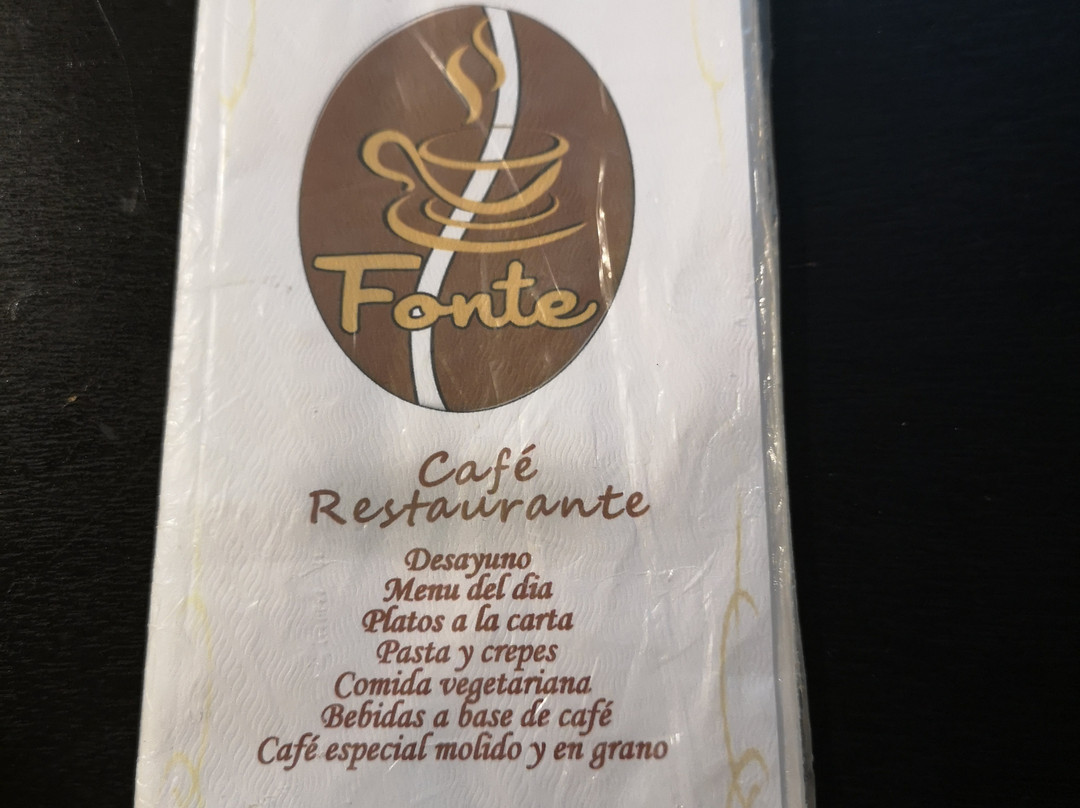 Fonte
Café
Restaurante
Desayuno
Menu del dia
Platos a la carta
Pasta y crepes
Comida vegetariana
Bebidas a base de café
Café especial molido y en grano